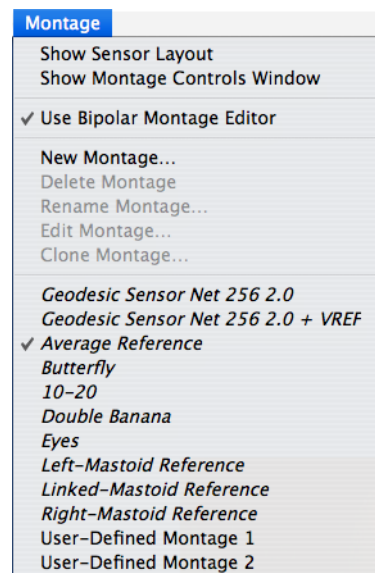 Montage
Show Sensor Layout
Show Montage Controls Window
✓ Use Bipolar Montage Editor
New Montage...
Delete Montage
Rename Montage...
Edit Montage...
Clone Montage...
Geodesic Sensor Net 256 2.0
Geodesic Sensor Net 256 2.0 + VREF
✓ Average Reference
Butterfly
10-20
Double Banana
Eyes
Left-Mastoid Reference
Linked-Mastoid Reference
Right-Mastoid Reference
User-Defined Montage 1
User-Defined Montage 2